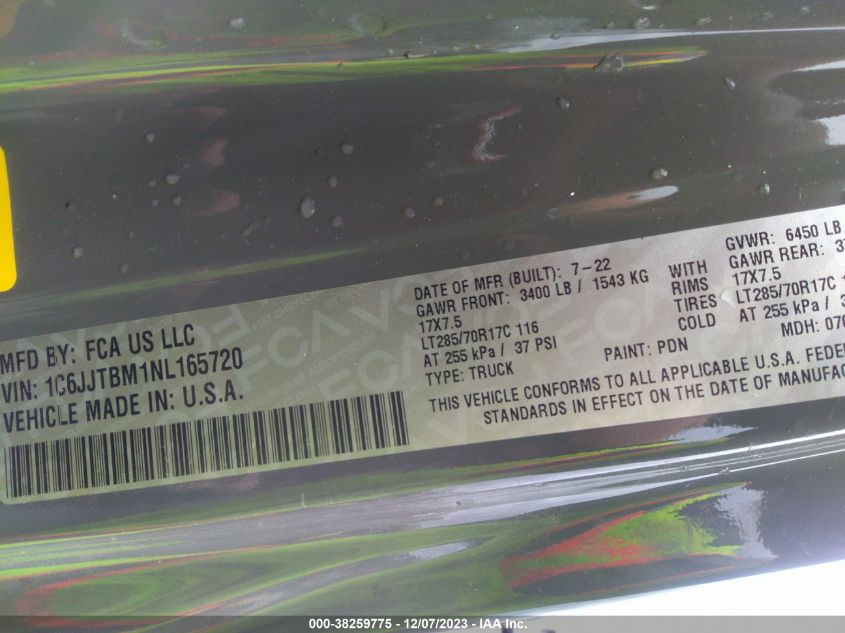 MFD BY: FCA US LLC
VIN: 1C6JJTBM1NL165720
VEHICLE MADE IN: U.S.A.
DATE OF MFR (BUILT): 7-22
GAWR FRONT: 3400 LB / 1543 KG
17X7.5
LT285/70R17C 116
AT 255 kPa / 37 PSI
TYPE: TRUCK
WITH
RIMS
TIRES
COLD
PAINT: PDN
GVWR: 6450 LB
GAWR REAR:
17X7.5
LT285/70R17C
AT 255 kPa /
MDH:
THIS VEHICLE CONFORMS TO ALL APPLICABLE U.S.A. FEDE
STANDARDS IN EFFECT ON THE DATE OF MANUFAC
000-38259775 - 12/07/2023 - © IAA Inc.